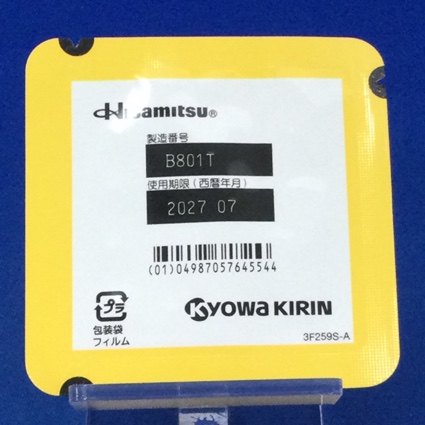 Hisamitsu®
製造番号
B801T
使用期限(西暦年月)
2027 07
(01)04987057645544
プラ
包装袋
フィルム
KYOWA KIRIN
3F259S-A